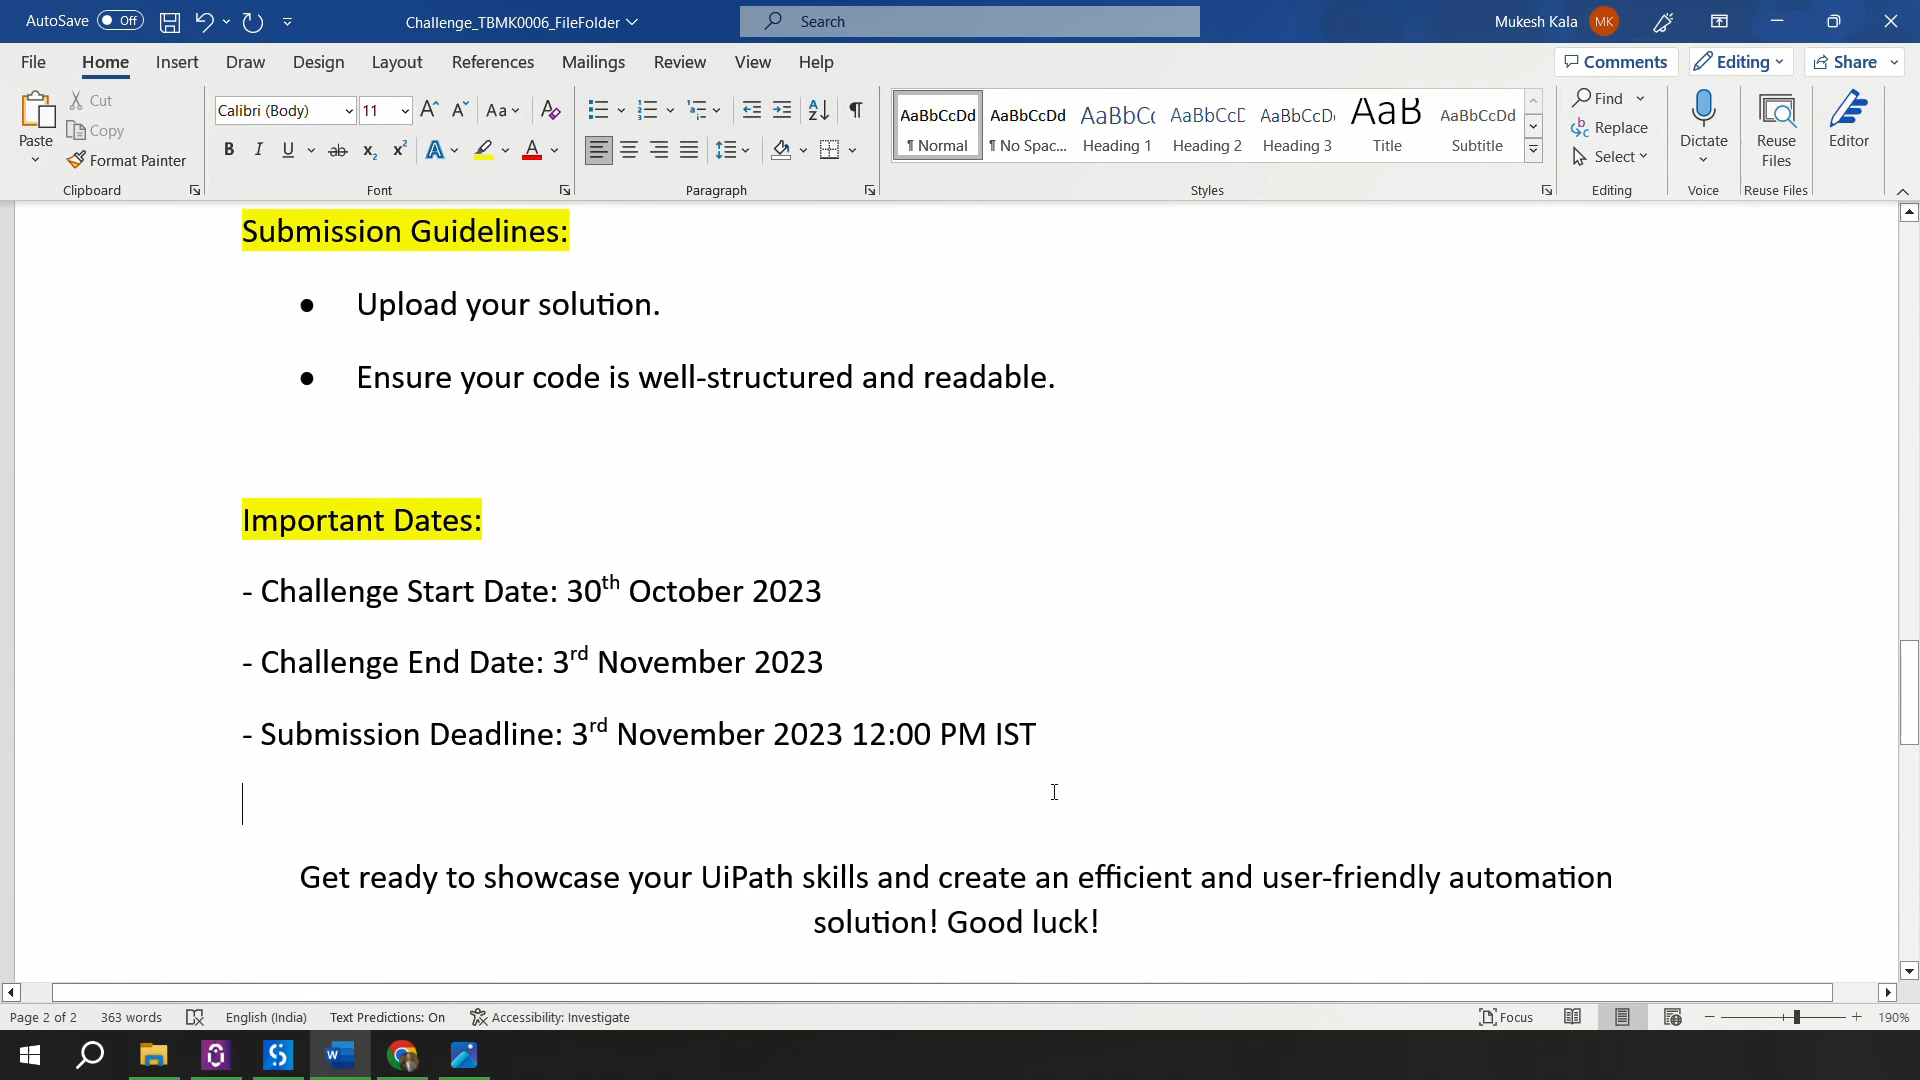 AutoSave Off
Challenge_TBMK0006_FileFolder
Search
Mukesh Kala MK
File Home Insert Draw Design Layout References Mailings Review View Help
Comments Editing Share
Paste
Cut
Copy
Format Painter
Calibri (Body) 11
AaBbCcDd AaBbCcDd AaBbCc AaBbCcD AaBbCcDd AaB AaBbCcDd
¶ Normal ¶ No Spac... Heading 1 Heading 2 Heading 3 Title Subtitle
Find
Replace
Select
Dictate
Reuse
Files
Editor
Clipboard Font Paragraph Styles Editing Voice Reuse Files
Submission Guidelines:
• Upload your solution.
• Ensure your code is well-structured and readable.
Important Dates:
- Challenge Start Date: 30th October 2023
- Challenge End Date: 3rd November 2023
- Submission Deadline: 3rd November 2023 12:00 PM IST
Get ready to showcase your UiPath skills and create an efficient and user-friendly automation
solution! Good luck!
Page 2 of 2 363 words English (India) Text Predictions: On Accessibility: Investigate Focus 190%